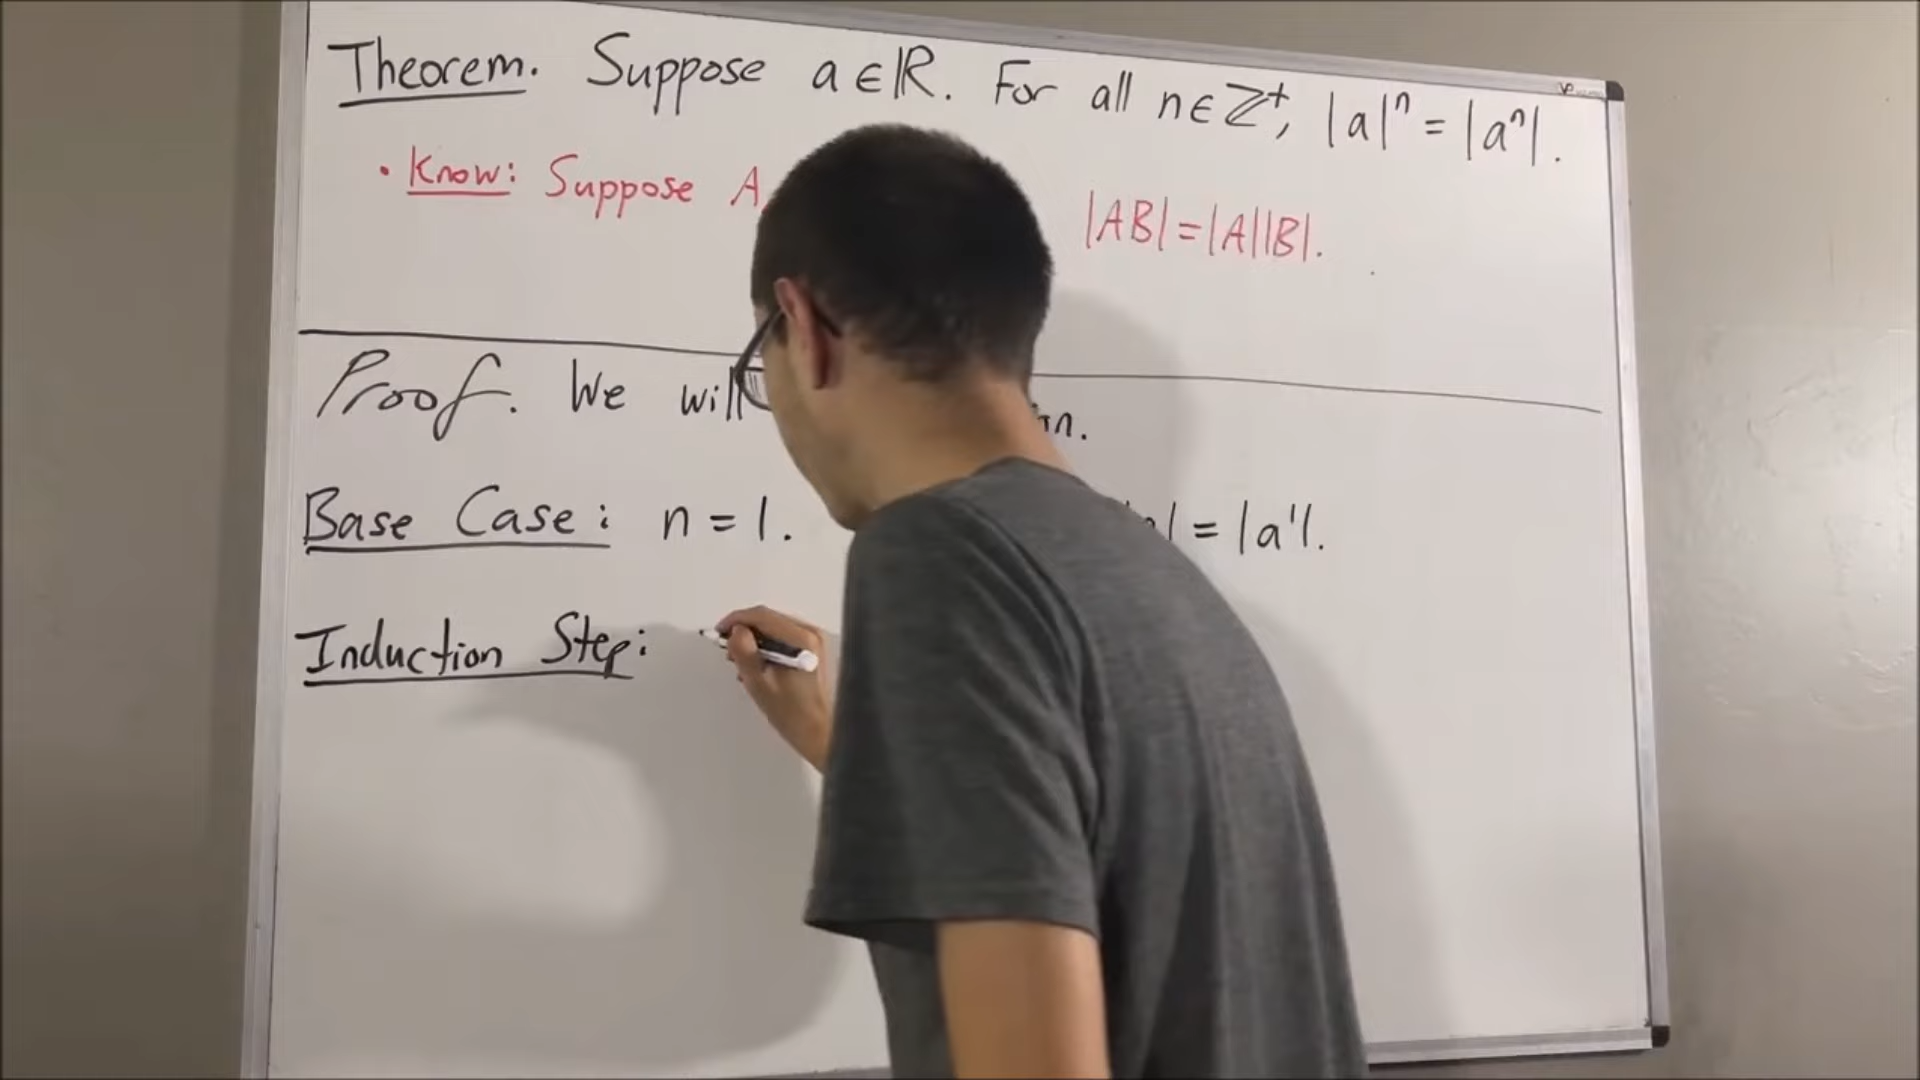 Theorem. Suppose a ∈ ℝ. For all n ∈ ℤ⁺, |a|ⁿ = |aⁿ|.
• Know: Suppose A, |AB| = |A||B|.
Proof. We will
Base Case: n = 1. | = |a¹|.
Induction Step: